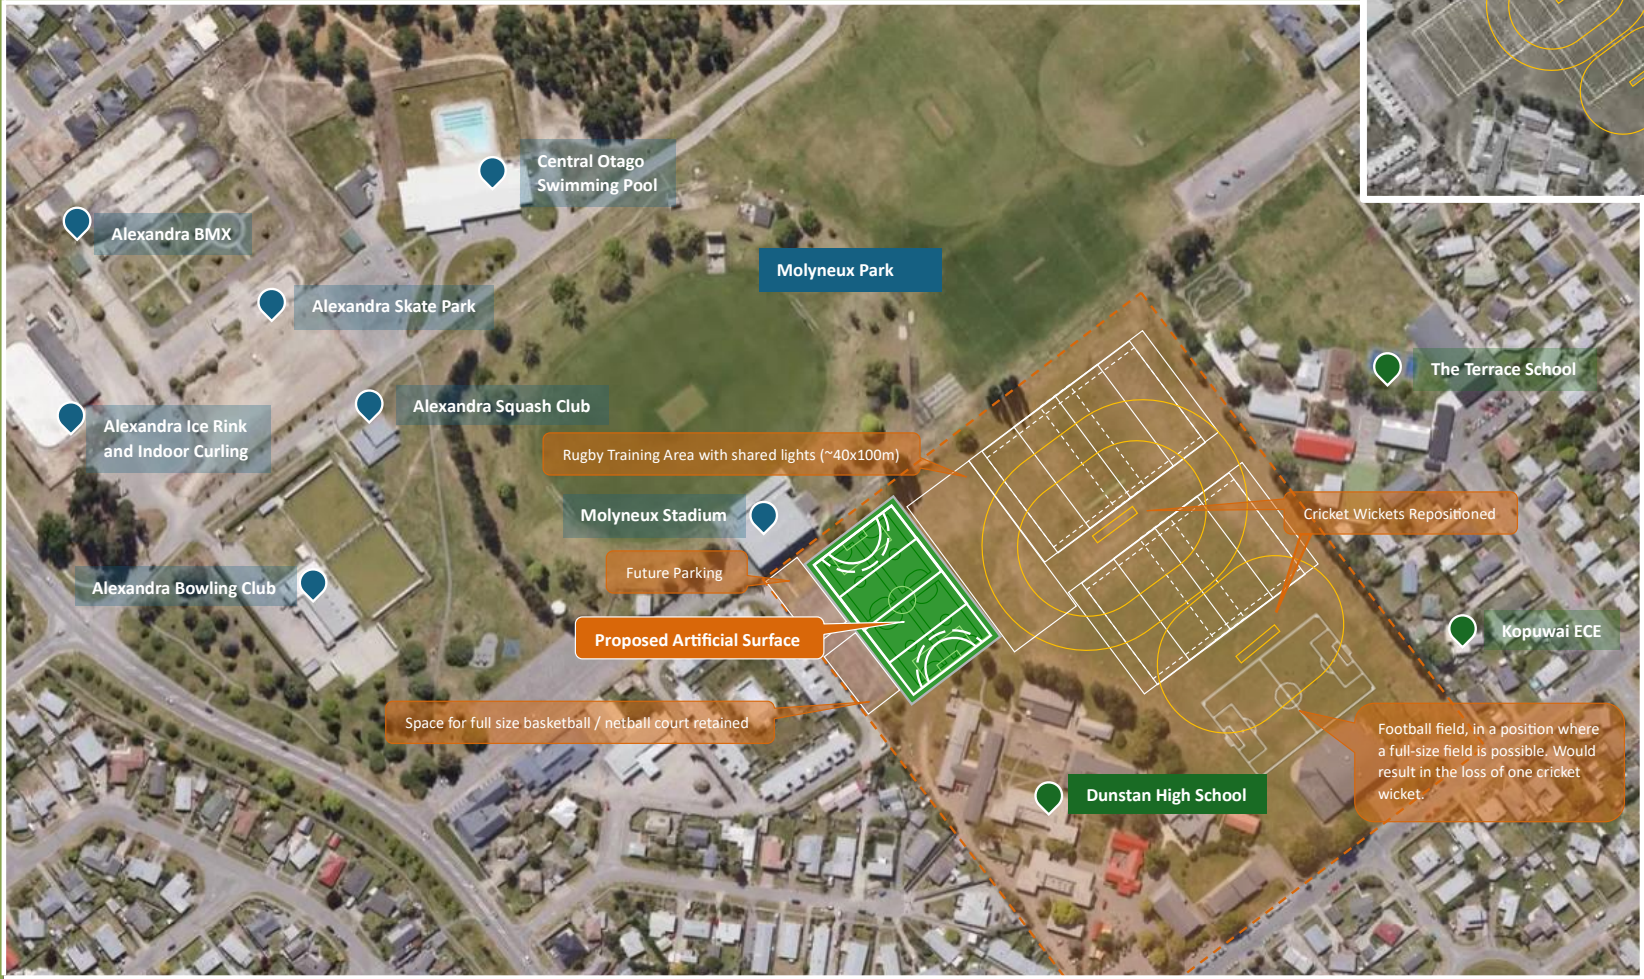 Central Otago
Swimming Pool
Alexandra BMX
Molyneux Park
Alexandra Skate Park
The Terrace School
Alexandra Squash Club
Alexandra Ice Rink
and Indoor Curling
Rugby Training Area with shared lights (~40x100m)
Molyneux Stadium
Cricket Wickets Repositioned
Future Parking
Alexandra Bowling Club
Proposed Artificial Surface
Kopuwai ECE
Space for full size basketball / netball court retained
Football field, in a position where
a full-size field is possible. Would
result in the loss of one cricket
wicket.
Dunstan High School